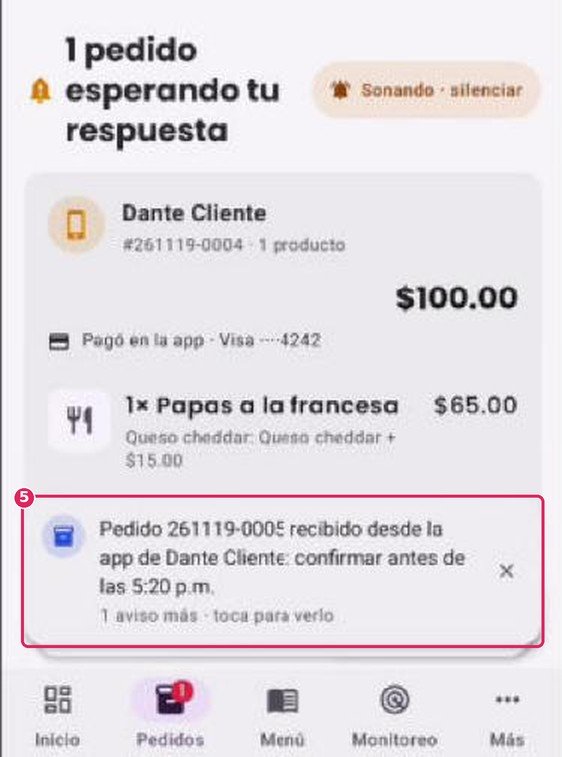 1 pedido
esperando tu
respuesta
Sonando · silenciar
Dante Cliente
#261119-0004 · 1 producto
$100.00
Pagó en la app · Visa ····4242
1× Papas a la francesa $65.00
Queso cheddar: Queso cheddar +
$15.00
5
Pedido 261119-0005 recibido desde la
app de Dante Cliente: confirmar antes de
las 5:20 p.m.
1 aviso más · toca para verlo
1
Inicio Pedidos Menú Monitoreo Más